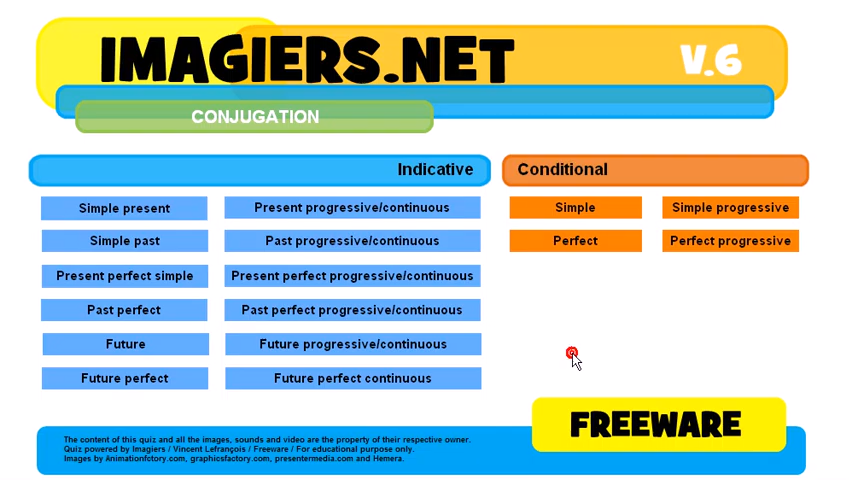 IMAGIERS.NET
V.6
CONJUGATION
Indicative
Conditional
Simple present
Present progressive/continuous
Simple
Simple progressive
Simple past
Past progressive/continuous
Perfect
Perfect progressive
Present perfect simple
Present perfect progressive/continuous
Past perfect
Past perfect progressive/continuous
Future
Future progressive/continuous
Future perfect
Future perfect continuous
FREEWARE
The content of this quiz and all the images, sounds and video are the property of their respective owner.
Quiz powered by Imagiers / Vincent Lefrançois / Freeware / For educational purpose only.
Images by Animationfotory.com, graphicsfactory.com, presentermedia.com and Hemera.